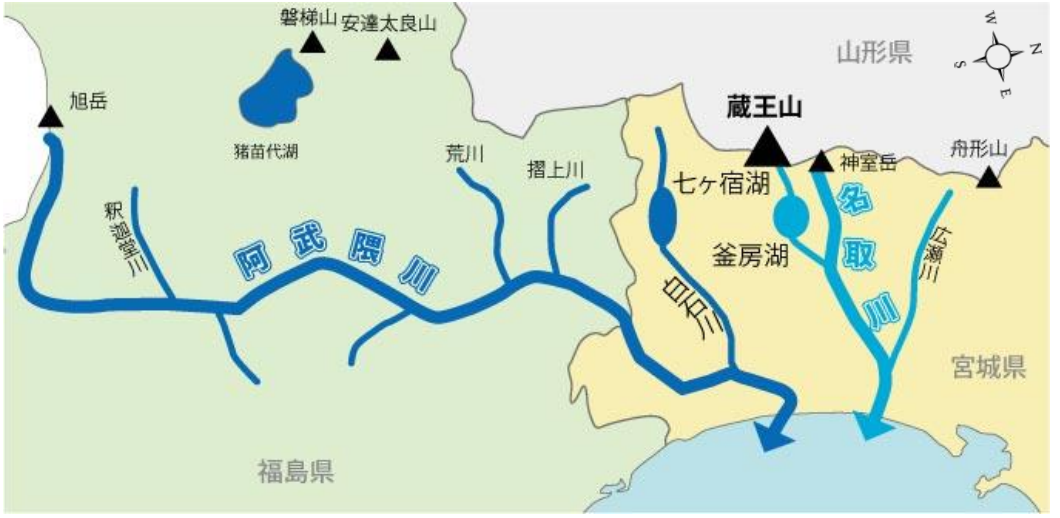 磐梯山
安達太良山
山形県
W
N
S
E
旭岳
蔵王山
猪苗代湖
荒川
摺上川
七ヶ宿湖
神室岳
舟形山
釈迦堂川
阿武隈川
釜房湖
名取川
広瀬川
白石川
宮城県
福島県